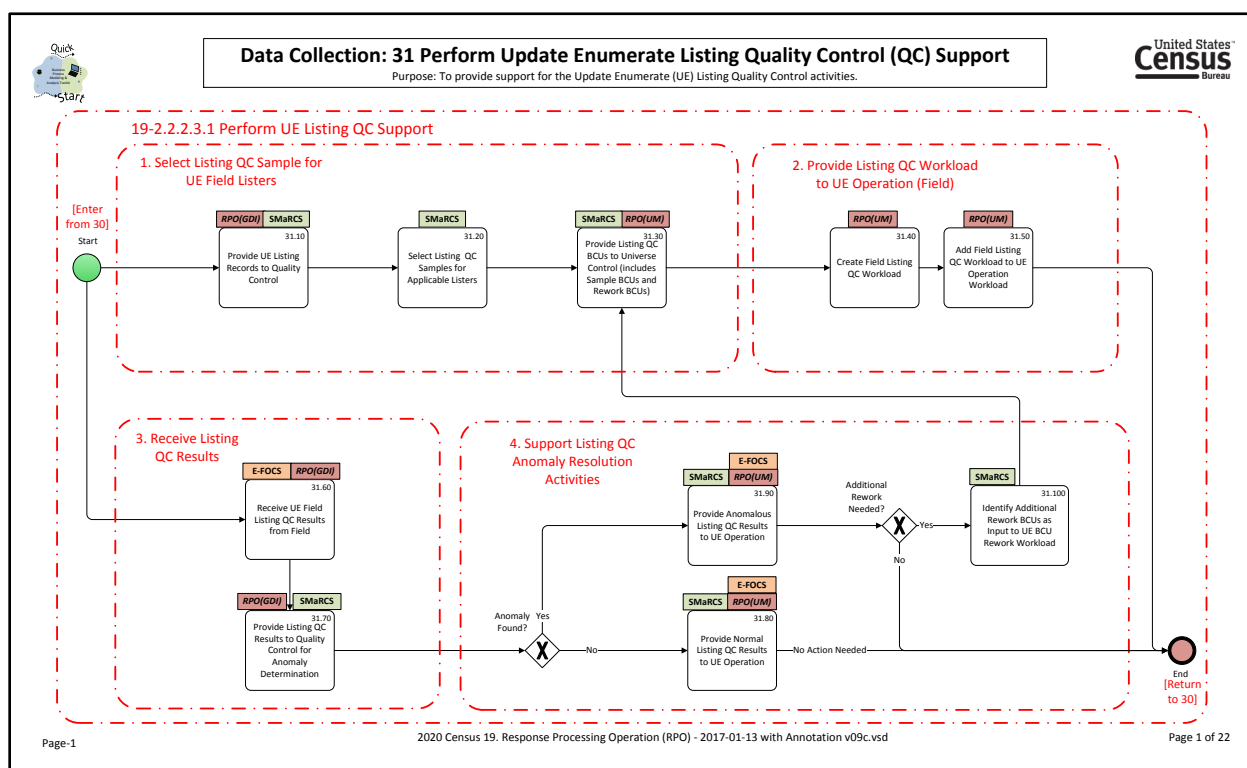 Quick
Start
Data Collection: 31 Perform Update Enumerate Listing Quality Control (QC) Support
Purpose: To provide support for the Update Enumerate (UE) Listing Quality Control activities.
United States™
Census
Bureau
19-2.2.2.3.1 Perform UE Listing QC Support
1. Select Listing QC Sample for
UE Field Listers
2. Provide Listing QC Workload
to UE Operation (Field)
[Enter
from 30]
Start
RPO(GDI) SMaRCS
31.10
Provide UE Listing
Records to Quality
Control
SMaRCS
31.20
Select Listing QC
Samples for
Applicable Listers
SMaRCS RPO(UM)
31.30
Provide Listing QC
BCUs to Universe
Control (includes
Sample BCUs and
Rework BCUs)
RPO(UM)
31.40
Create Field Listing
QC Workload
RPO(UM)
31.50
Add Field Listing
QC Workload to UE
Operation
Workload
3. Receive Listing
QC Results
E-FOCS RPO(GDI)
31.60
Receive UE Field
Listing QC Results
from Field
RPO(GDI) SMaRCS
31.70
Provide Listing QC
Results to Quality
Control for
Anomaly
Determination
4. Support Listing QC
Anomaly Resolution
Activities
Anomaly
Found?
Yes
No
E-FOCS
SMaRCS RPO(UM)
31.90
Provide Anomalous
Listing QC Results
to UE Operation
Additional
Rework
Needed?
Yes
No
SMaRCS
31.100
Identify Additional
Rework BCUs as
Input to UE BCU
Rework Workload
E-FOCS
SMaRCS RPO(UM)
31.80
Provide Normal
Listing QC Results
to UE Operation
No Action Needed
End
[Return
to 30]
Page-1
2020 Census 19. Response Processing Operation (RPO) - 2017-01-13 with Annotation v09c.vsd
Page 1 of 22